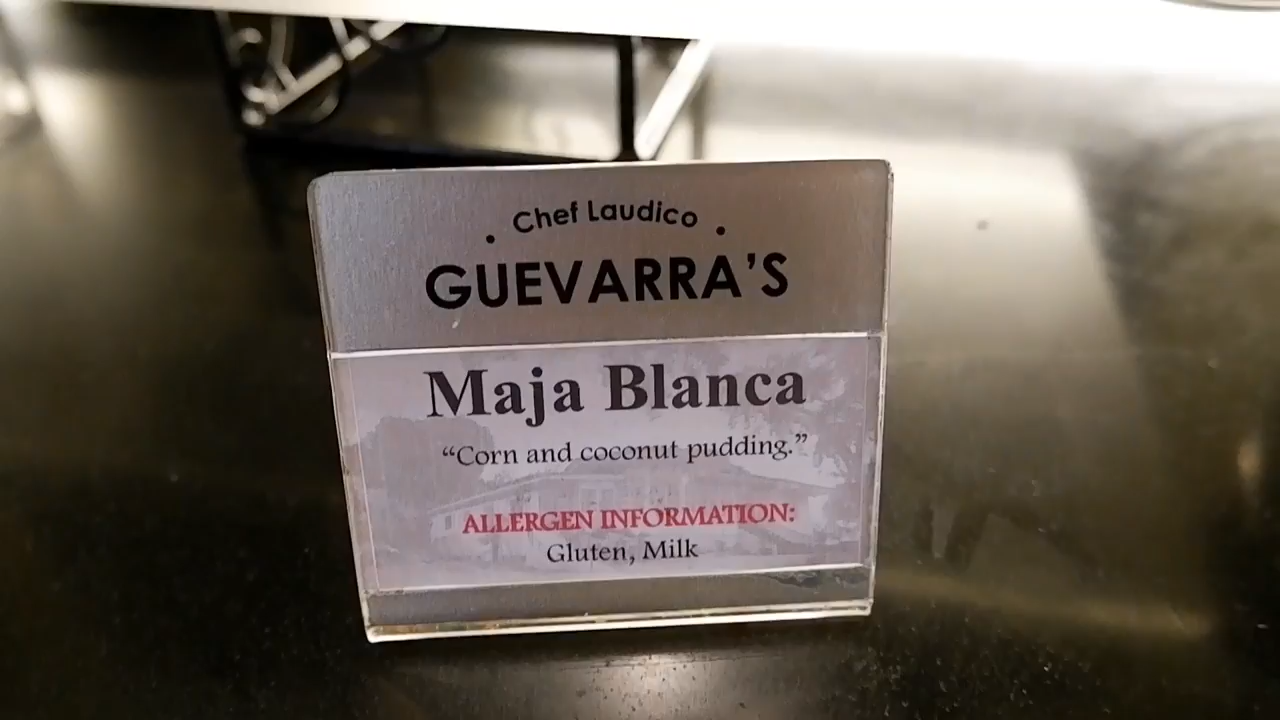 Chef Laudico
GUEVARRA'S
Maja Blanca
“Corn and coconut pudding.”
ALLERGEN INFORMATION:
Gluten, Milk